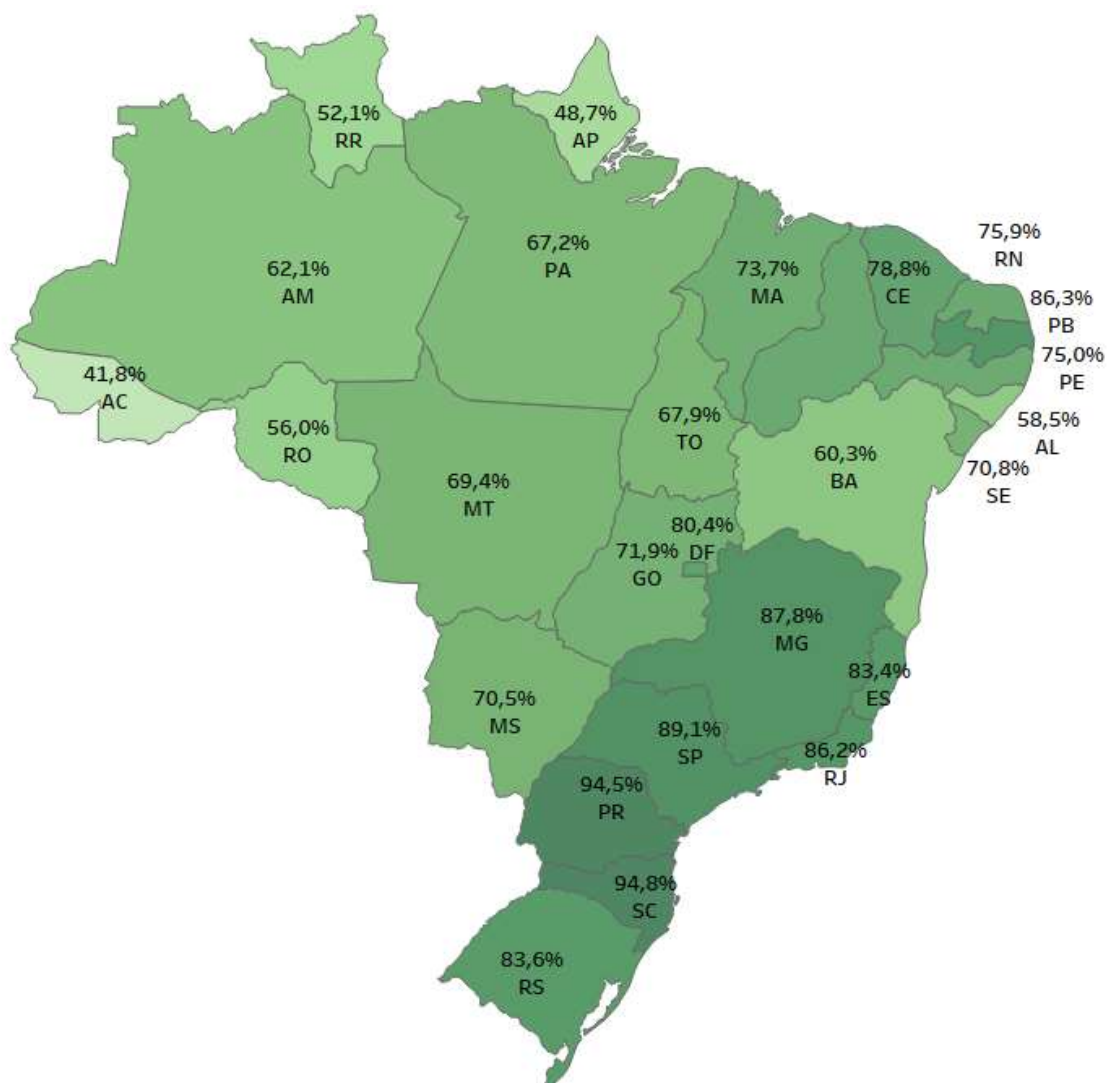 52,1%
RR
48,7%
AP
62,1%
AM
67,2%
PA
73,7%
MA
78,8%
CE
75,9%
RN
86,3%
PB
75,0%
PE
58,5%
AL
70,8%
SE
41,8%
AC
56,0%
RO
69,4%
MT
67,9%
TO
60,3%
BA
80,4%
DF
71,9%
GO
87,8%
MG
83,4%
ES
70,5%
MS
89,1%
SP
86,2%
RJ
94,5%
PR
94,8%
SC
83,6%
RS